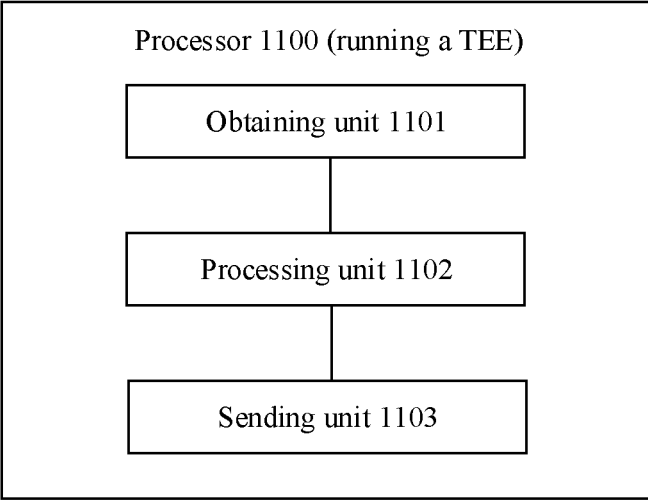 Processor 1100 (running a TEE)
Obtaining unit 1101
Processing unit 1102
Sending unit 1103